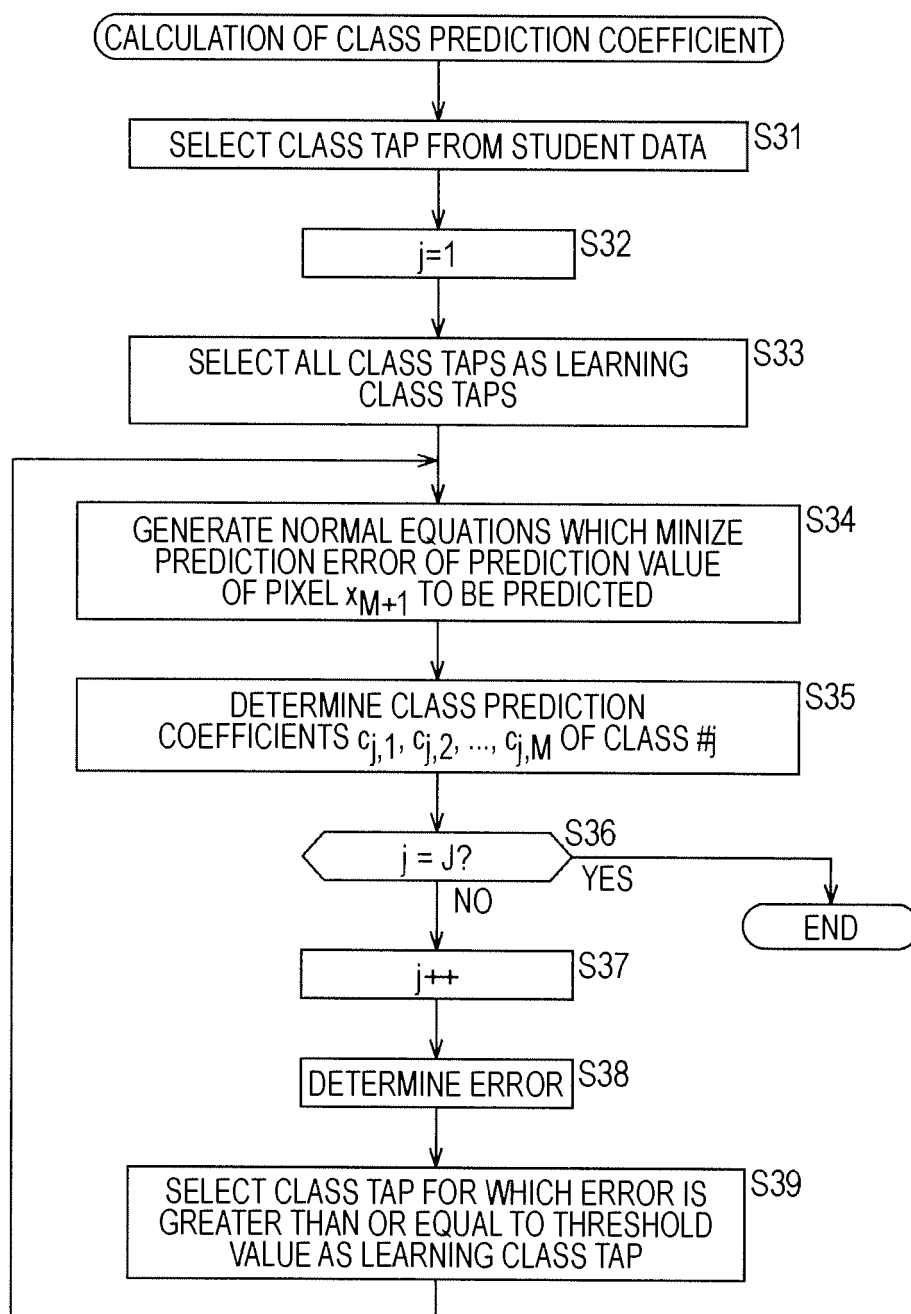 CALCULATION OF CLASS PREDICTION COEFFICIENT
SELECT CLASS TAP FROM STUDENT DATA
S31
j=1
S32
SELECT ALL CLASS TAPS AS LEARNING
CLASS TAPS
S33
GENERATE NORMAL EQUATIONS WHICH MINIZE
PREDICTION ERROR OF PREDICTION VALUE
OF PIXEL xM+1 TO BE PREDICTED
S34
DETERMINE CLASS PREDICTION
COEFFICIENTS cj,1, cj,2, ..., cj,M OF CLASS #j
S35
j = J?
S36
YES
NO
END
j++
S37
DETERMINE ERROR
S38
SELECT CLASS TAP FOR WHICH ERROR IS
GREATER THAN OR EQUAL TO THRESHOLD
VALUE AS LEARNING CLASS TAP
S39